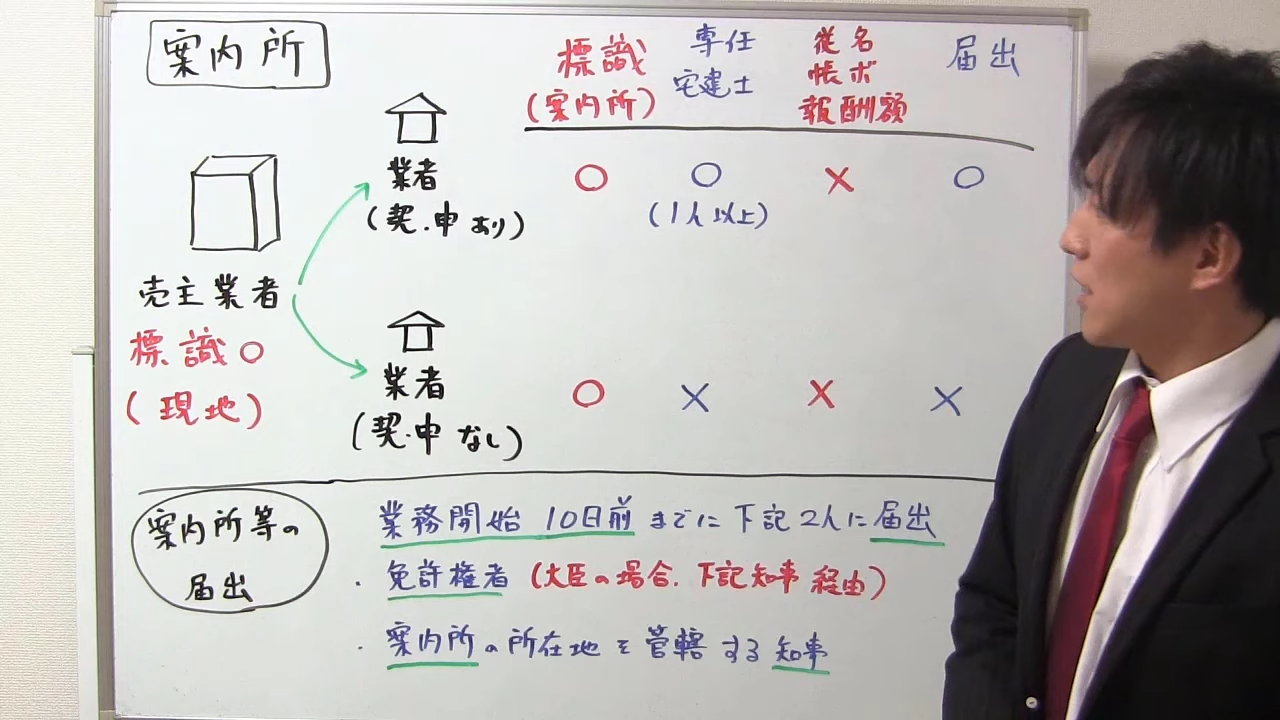 案内所
標識
(案内所)
専任
宅建士
従名
帳ボ
報酬額
届出
業者
(契・申 あり)
○ ○ × ○
(1人以上)
売主業者
標識○
(現地)
業者
(契・申 なし)
○ × × ×
案内所等の
届出
業務開始 10日前 までに 下記2人に届出
・免許権者(大臣の場合、下記知事 経由)
・案内所の所在地を管轄する知事